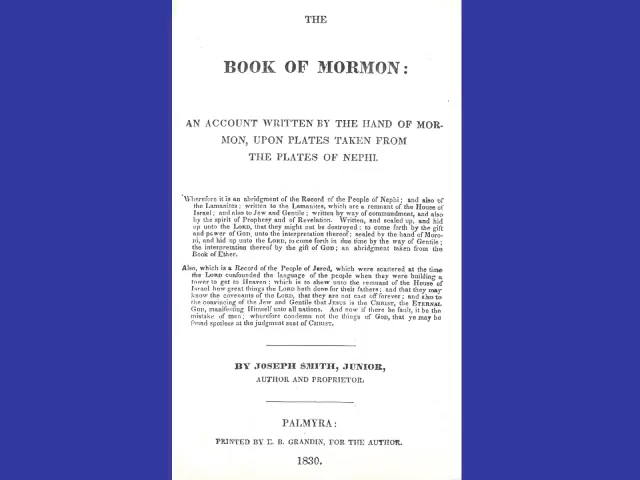 THE
BOOK OF MORMON:
AN ACCOUNT WRITTEN BY THE HAND OF MOR-
MON, UPON PLATES TAKEN FROM
THE PLATES OF NEPHI.
Wherefore it is an abridgment of the Record of the People of Nephi; and also of
the Lamanites; written to the Lamanites, which are a remnant of the House of
Israel; and also to Jew and Gentile; written by way of commandment, and also
by the spirit of Prophesy and of Revelation. Written, and sealed up, and hid
up unto the LORD, that they might not be destroyed; to come forth by the gift
and power of GOD, unto the interpretation thereof; sealed by the hand of Moro-
ni, and hid up unto the LORD, to come forth in due time by the way of Gentile;
the interpretation thereof by the gift of GOD; an abridgment taken from the
Book of Ether.
Also, which is a Record of the People of Jared, which were scattered at the time
the LORD confounded the language of the people when they were building a
tower to get to Heaven: which is to shew unto the remnant of the House of
Israel how great things the LORD hath done for their fathers; and that they may
know the covenants of the LORD, that they are not cast off forever; and also to
the convincing of the Jew and Gentile that JESUS is the CHRIST, the ETERNAL
GOD, manifesting Himself unto all nations. And now if there be fault, it be the
mistake of men; wherefore condemn not the things of GOD, that ye may be
found spotless at the judgment seat of CHRIST.
BY JOSEPH SMITH, JUNIOR,
AUTHOR AND PROPRIETOR.
PALMYRA:
PRINTED BY E. B. GRANDIN, FOR THE AUTHOR.
1830.